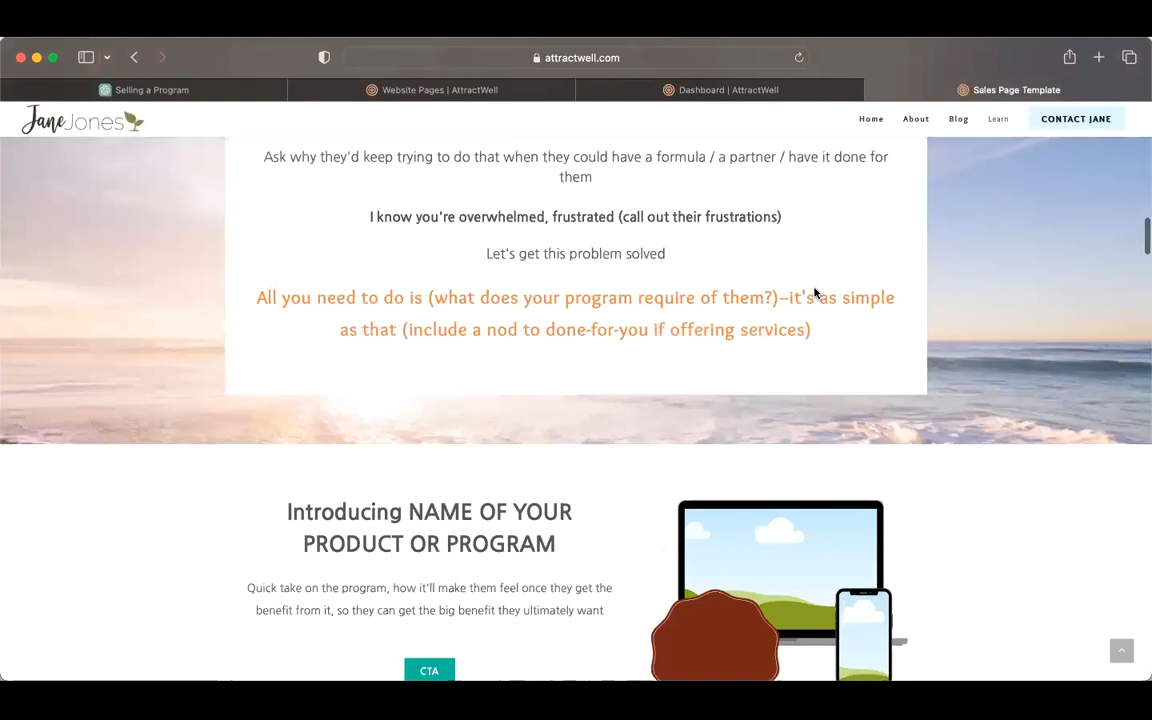 attractwell.com
Selling a Program
Website Pages | AttractWell
Dashboard | AttractWell
Sales Page Template
JaneJones
Home
About
Blog
Learn
CONTACT JANE
Ask why they'd keep trying to do that when they could have a formula / a partner / have it done for
them
I know you're overwhelmed, frustrated (call out their frustrations)
Let's get this problem solved
All you need to do is (what does your program require of them?)--it's as simple
as that (include a nod to done-for-you if offering services)
Introducing NAME OF YOUR
PRODUCT OR PROGRAM
Quick take on the program, how it'll make them feel once they get the
benefit from it, so they can get the big benefit they ultimately want
CTA